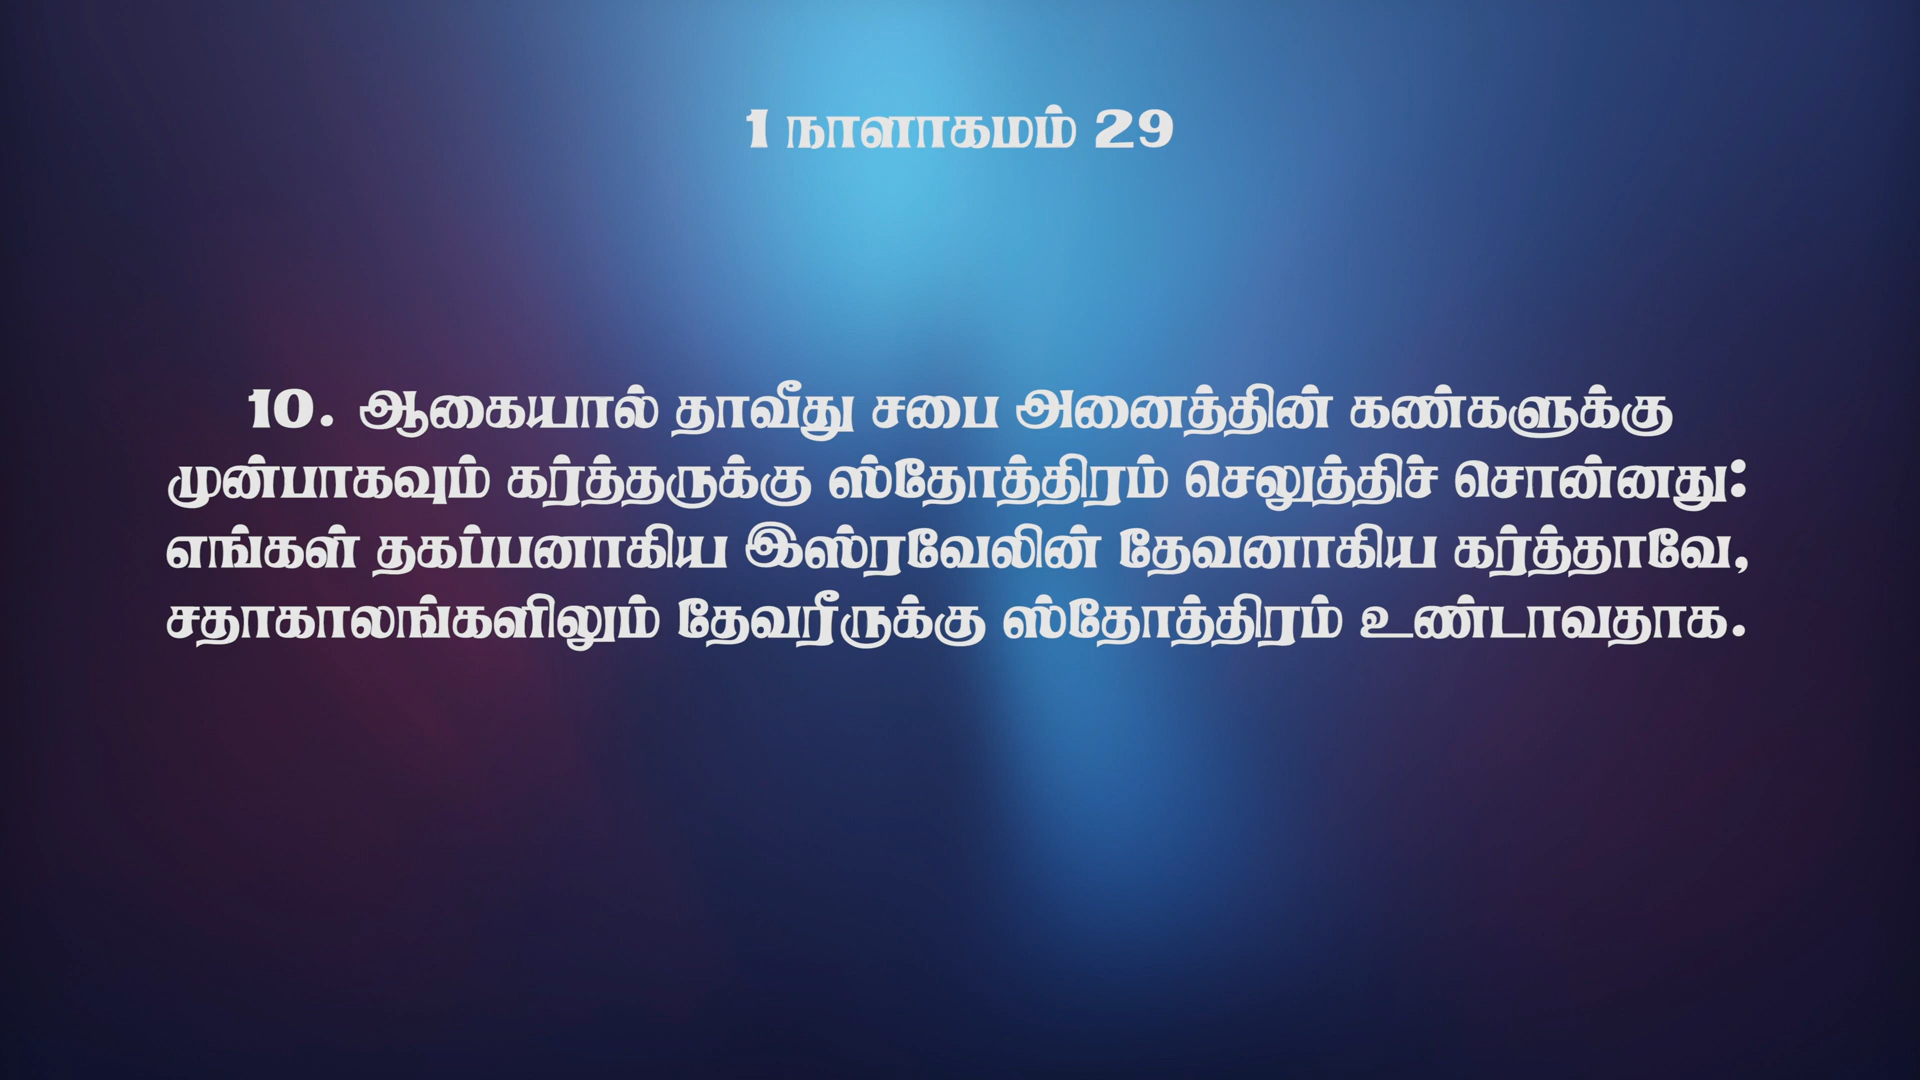 1 நாளாகமம் 29
10. ஆகையால் தாவீது சபை அனைத்தின் கண்களுக்கு
முன்பாகவும் கர்த்தருக்கு ஸ்தோத்திரம் செலுத்திச் சொன்னது:
எங்கள் தகப்பனாகிய இஸ்ரவேலின் தேவனாகிய கர்த்தாவே,
சதாகாலங்களிலும் தேவரீருக்கு ஸ்தோத்திரம் உண்டாவதாக.